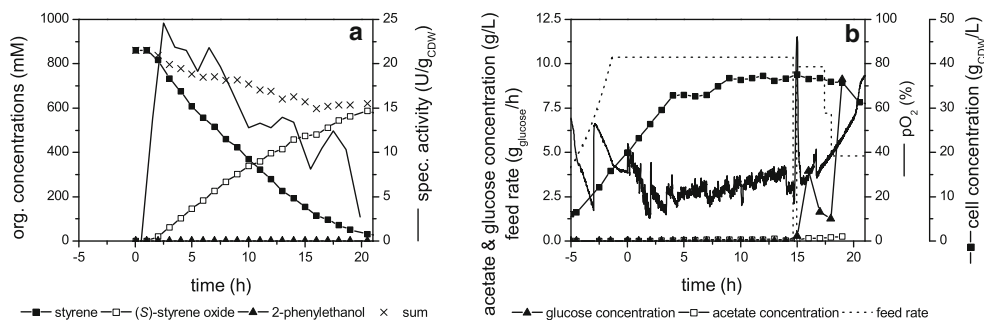 a
org. concentrations (mM)
1000
800
600
400
200
0
25
20
15
10
5
0
spec. activity (U/gCDW)
0
5
10
15
20
time (h)
styrene
(S)-styrene oxide
2-phenylethanol
sum
b
acetate & glucose concentration (g/L)
feed rate (gglucose/h)
12.5
10.0
7.5
5.0
2.5
0.0
100
80
60
40
20
0
pO2 (%)
50
40
30
20
10
0
cell concentration (gCDW/L)
-5
0
5
10
15
20
time (h)
glucose concentration
acetate concentration
feed rate